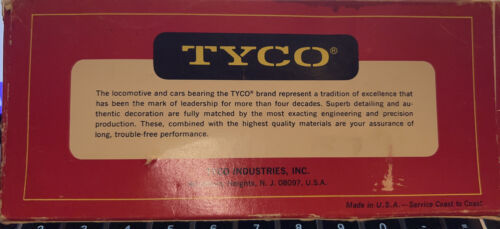 TYCO®
The locomotive and cars bearing the TYCO® brand represent a tradition of excellence that
has been the mark of leadership for more than four decades. Superb detailing and au-
thentic decoration are fully matched by the most exacting engineering and precision
production. These, combined with the highest quality materials are your assurance of
long, trouble-free performance.
INDUSTRIES, INC.
Heights, N. J. 08097, U.S.A.
Made in U.S.A.—Service Coast to Coast